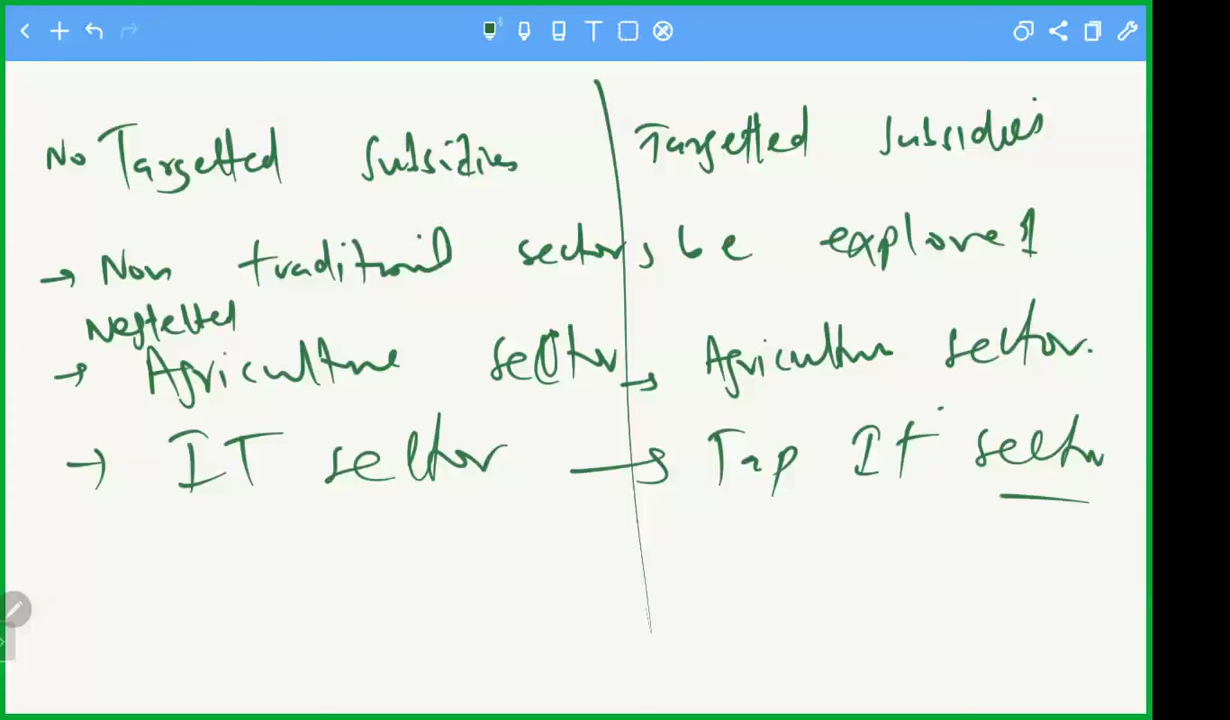 No Targetted subsidies Targetted subsidies
→ Non traditional sectors be explored
Neglected
→ Agriculture sector → Agriculture sector.
→ IT sector → Tap IT sector